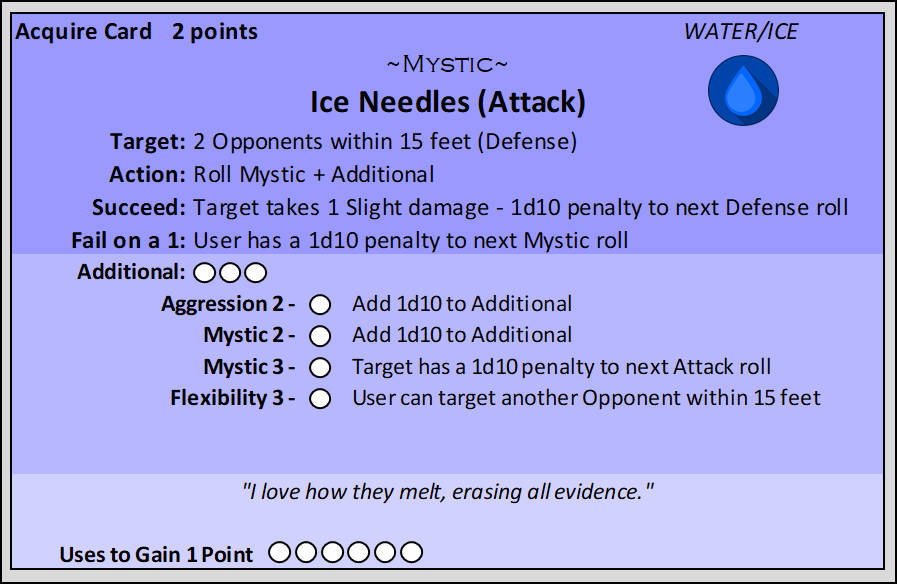 Acquire Card 2 points WATER/ICE
~Mystic~
Ice Needles (Attack)
Target: 2 Opponents within 15 feet (Defense)
Action: Roll Mystic + Additional
Succeed: Target takes 1 Slight damage - 1d10 penalty to next Defense roll
Fail on a 1: User has a 1d10 penalty to next Mystic roll
Additional:
Aggression 2 - Add 1d10 to Additional
Mystic 2 - Add 1d10 to Additional
Mystic 3 - Target has a 1d10 penalty to next Attack roll
Flexibility 3 - User can target another Opponent within 15 feet
"I love how they melt, erasing all evidence."
Uses to Gain 1 Point